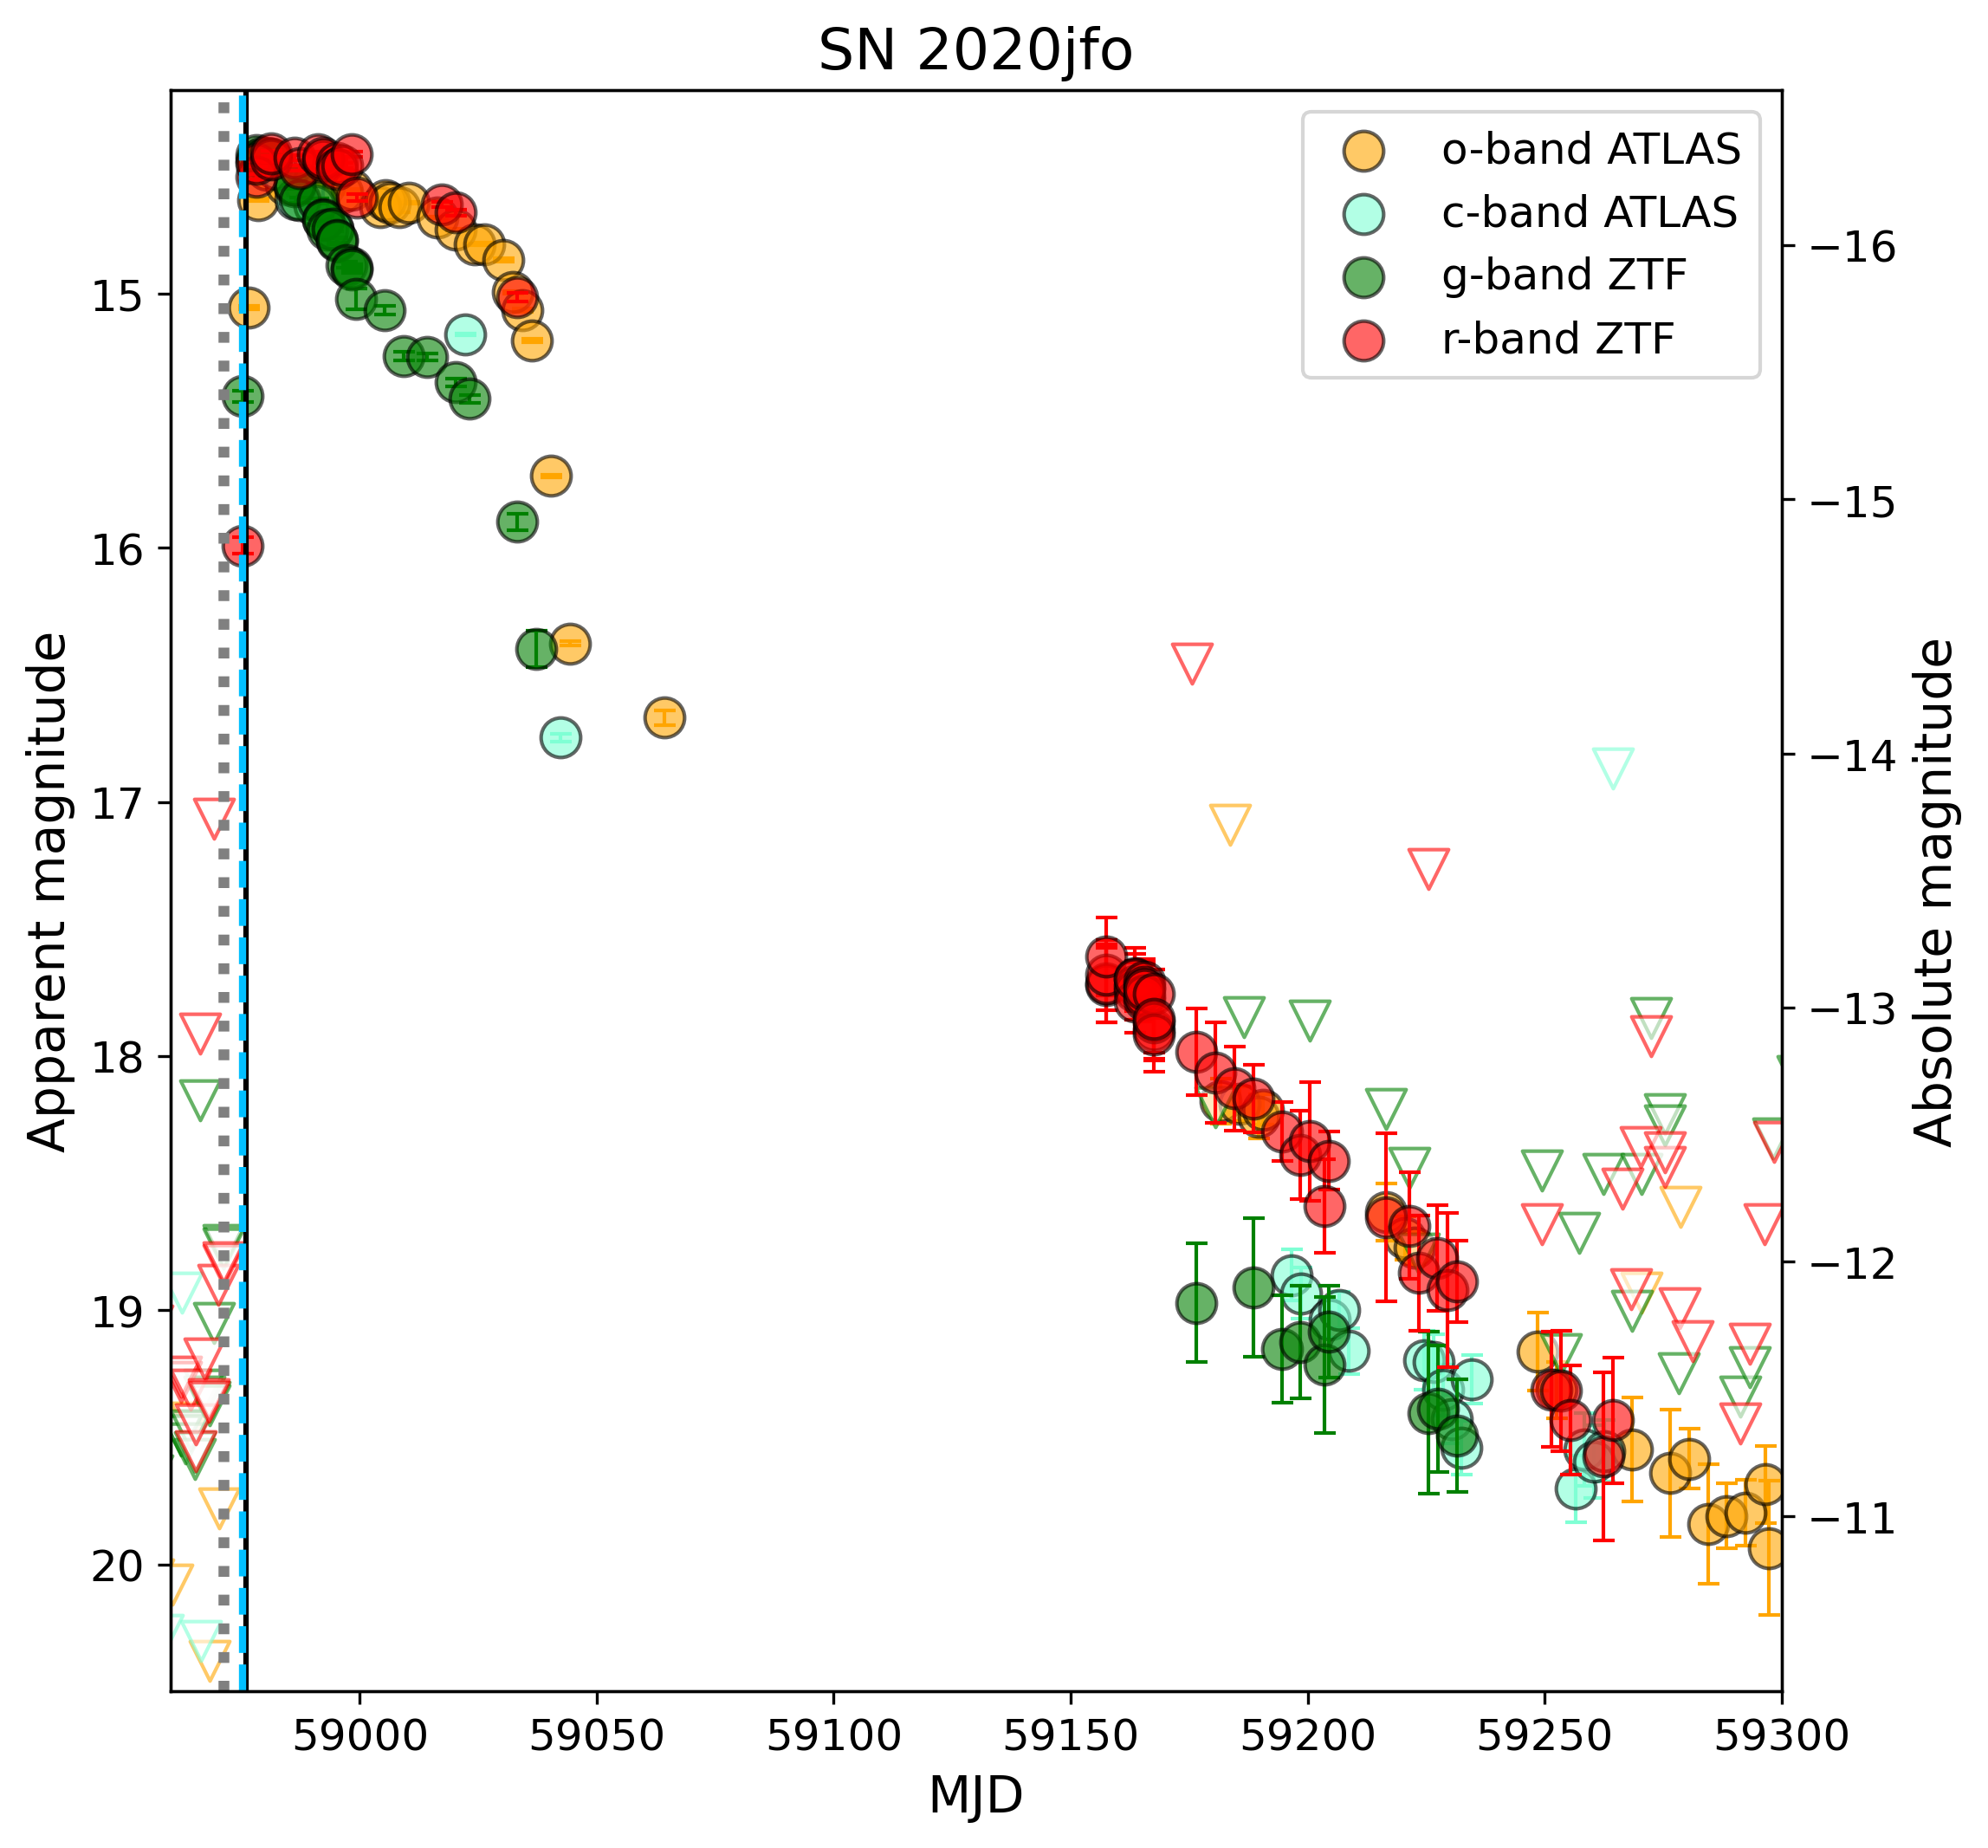 SN 2020jfo
o-band ATLAS
c-band ATLAS
g-band ZTF
r-band ZTF
Apparent magnitude
15
16
17
18
19
20
Absolute magnitude
−16
−15
−14
−13
−12
−11
59000
59050
59100
59150
59200
59250
59300
MJD